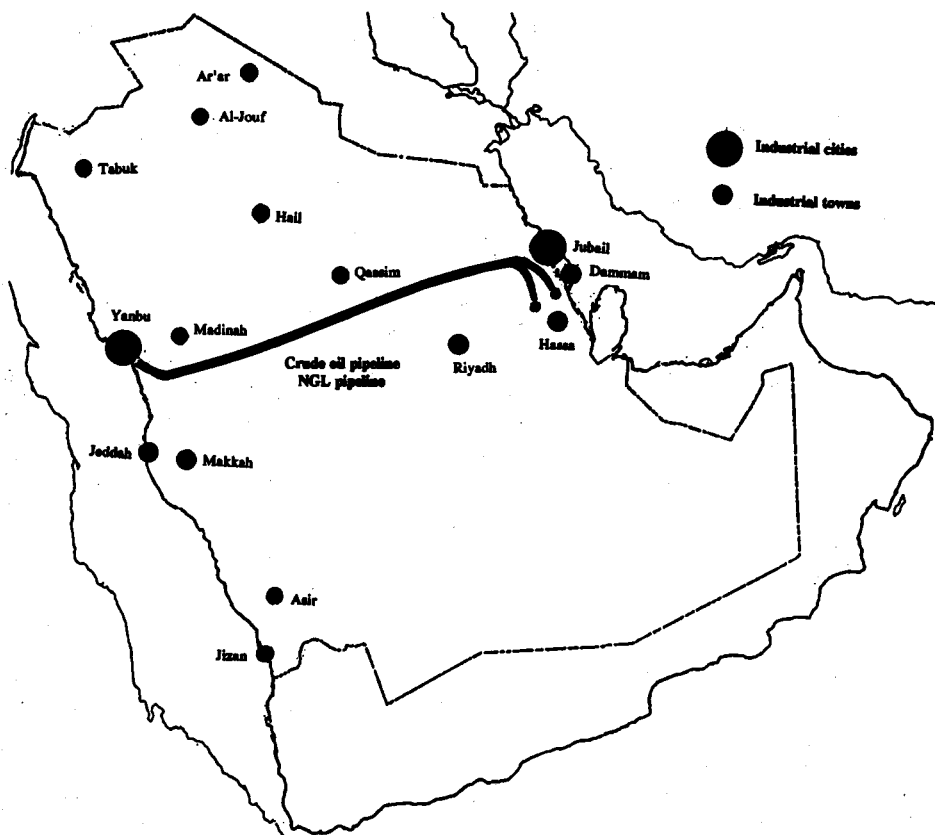 Ar'ar
Al-Jouf
Industrial cities
Tabuk
Industrial towns
Hail
Jubail
Qassim
Dammam
Yanbu
Madinah
Hassa
Crude oil pipeline
NGL pipeline
Riyadh
Jeddah
Makkah
Asir
Jizan